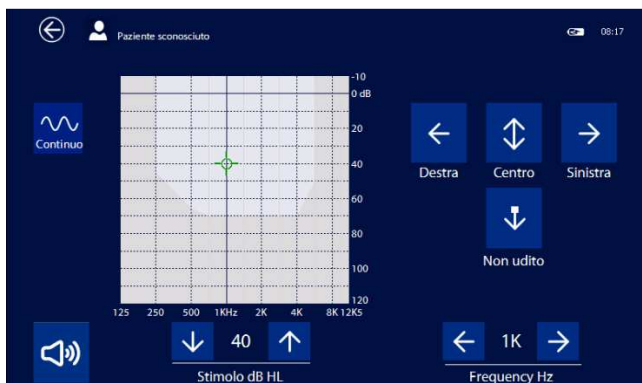 Paziente sconosciuto
08:17
Continuo
-10
0 dB
20
40
60
80
100
120
125 250 500 1KHz 2K 4K 8K 12K5
Destra Centro Sinistra
Non udito
40
Stimolo dB HL
1K
Frequency Hz